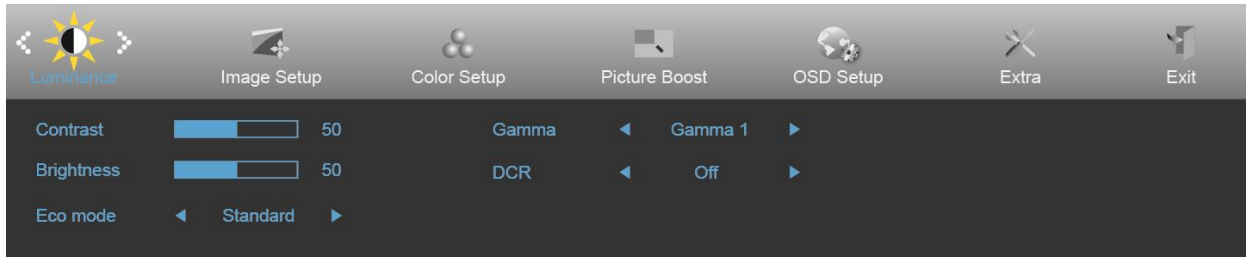 Luminance Image Setup Color Setup Picture Boost OSD Setup Extra Exit
Contrast 50 Gamma Gamma 1
Brightness 50 DCR Off
Eco mode Standard